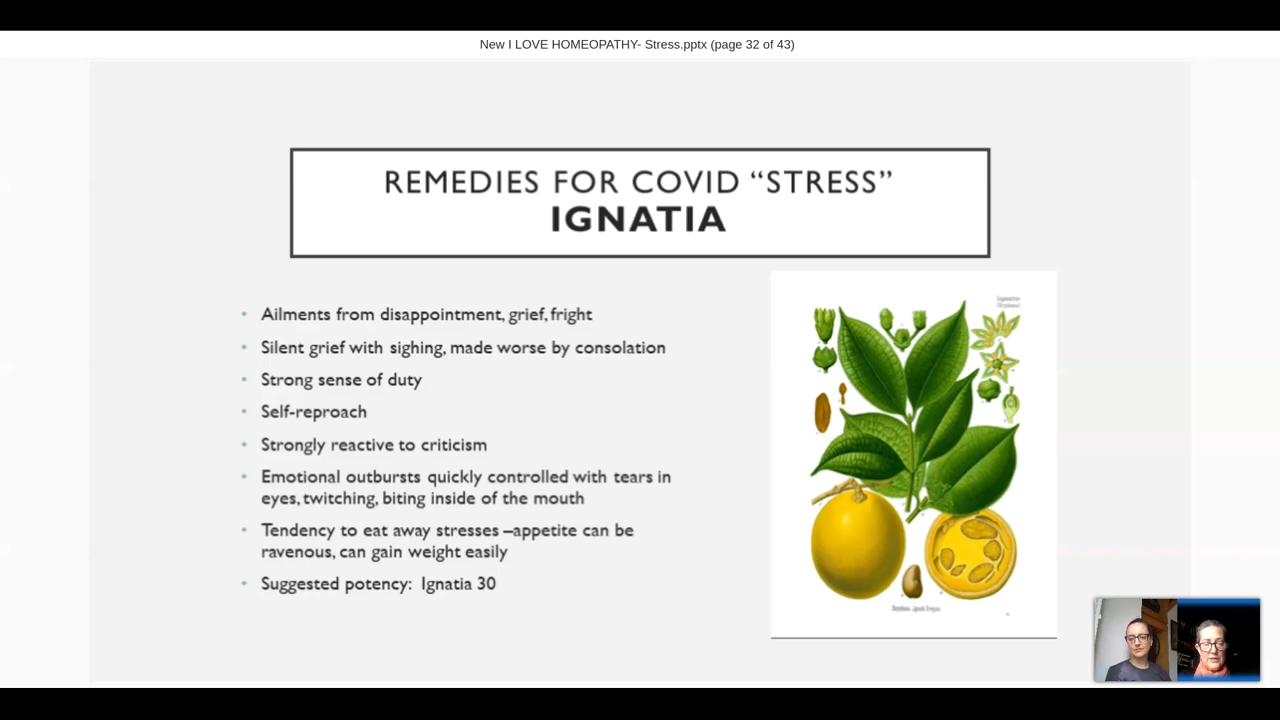 New I LOVE HOMEOPATHY- Stress.pptx (page 32 of 43)
REMEDIES FOR COVID “STRESS”
IGNATIA
• Ailments from disappointment, grief, fright
• Silent grief with sighing, made worse by consolation
• Strong sense of duty
• Self-reproach
• Strongly reactive to criticism
• Emotional outbursts quickly controlled with tears in
eyes, twitching, biting inside of the mouth
• Tendency to eat away stresses –appetite can be
ravenous, can gain weight easily
• Suggested potency: Ignatia 30